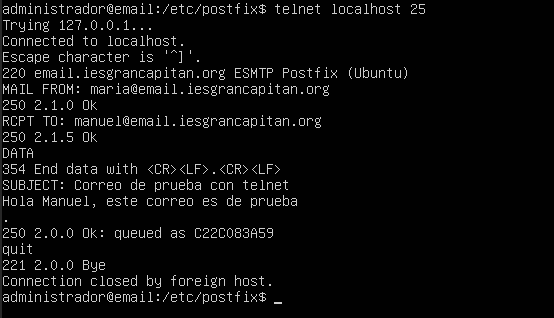 administrador@email:/etc/postfix$ telnet localhost 25
Trying 127.0.0.1...
Connected to localhost.
Escape character is '^]'.
220 email.iesgrancapitan.org ESMTP Postfix (Ubuntu)
MAIL FROM: maria@email.iesgrancapitan.org
250 2.1.0 Ok
RCPT TO: manuel@email.iesgrancapitan.org
250 2.1.5 Ok
DATA
354 End data with <CR><LF>.<CR><LF>
SUBJECT: Correo de prueba con telnet
Hola Manuel, este correo es de prueba
.
250 2.0.0 Ok: queued as C22C083A59
quit
221 2.0.0 Bye
Connection closed by foreign host.
administrador@email:/etc/postfix$ _